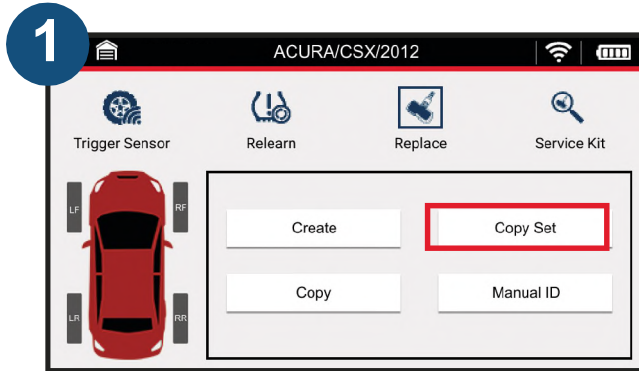 1
ACURA/CSX/2012
Trigger Sensor
Relearn
Replace
Service Kit
LF
RF
Create
Copy Set
Copy
Manual ID
LR
RR